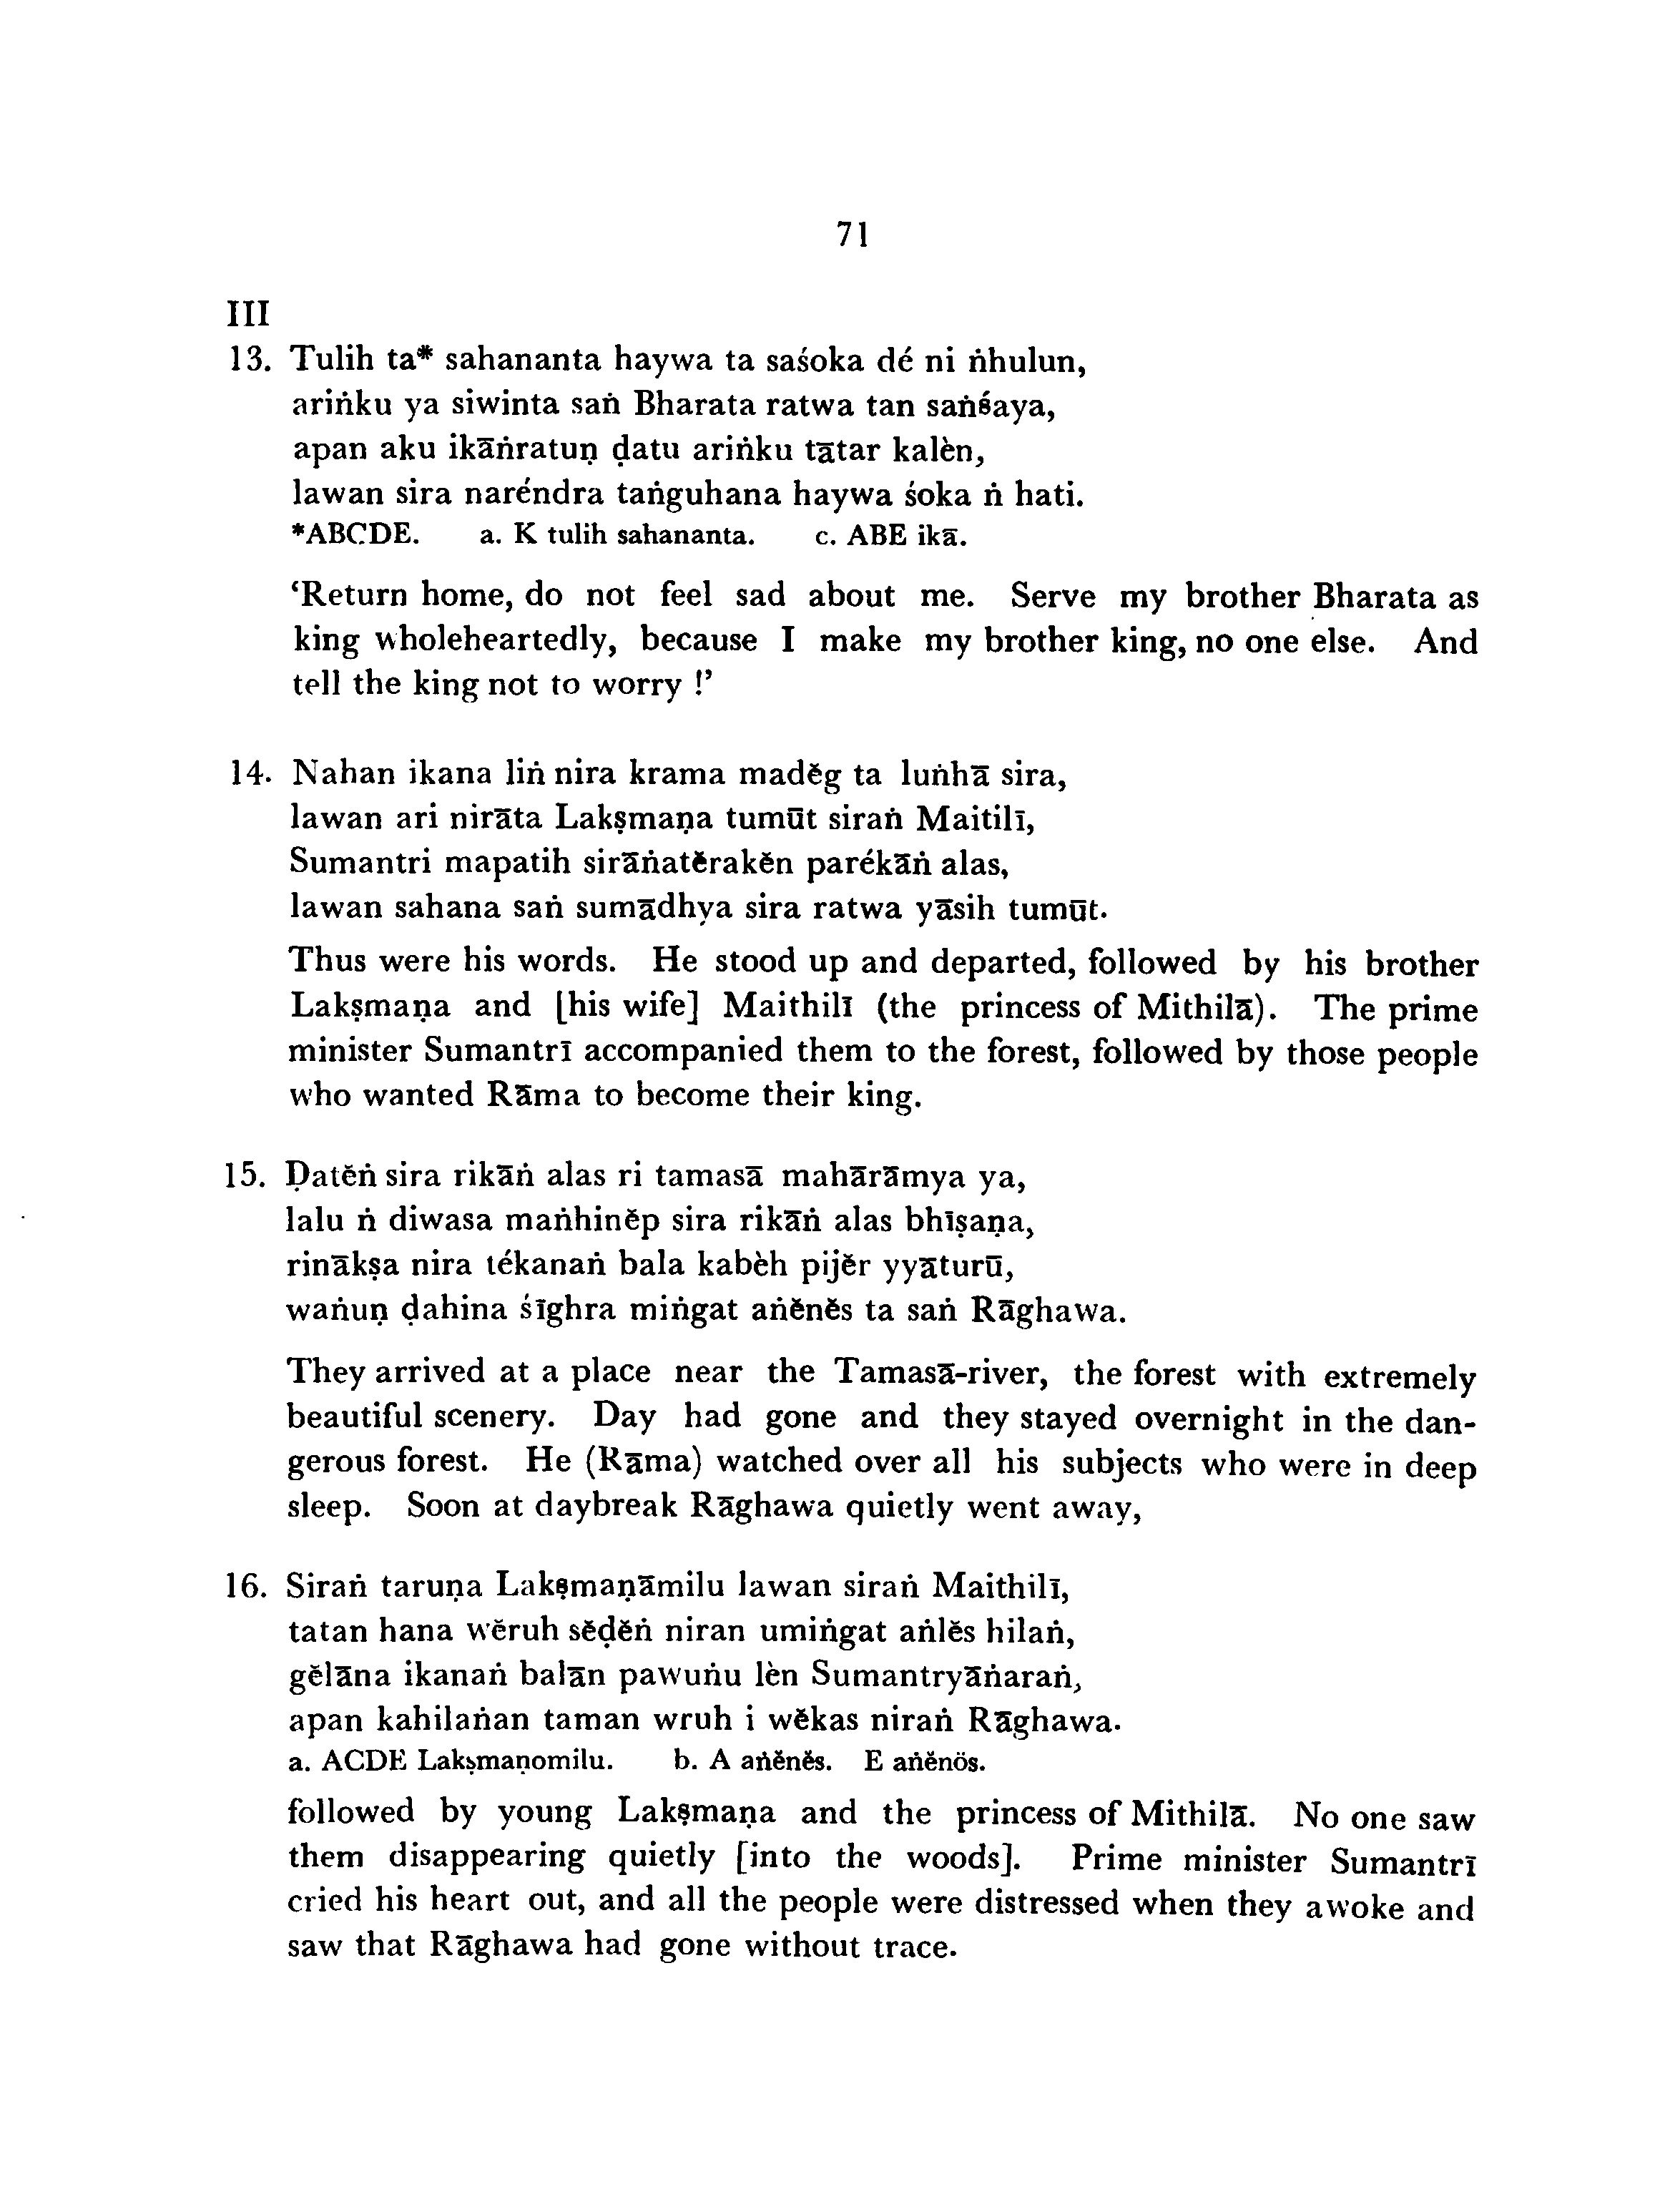 71
III
13. Tulih ta* sahananta haywa ta saśoka dé ni ṅhulun,
ariṅku ya siwinta saṅ Bharata ratwa tan saṅśaya,
apan aku ikāṅratuṇ ḍatu ariṅku tātar kalèn,
lawan sira naréndra taṅguhana haywa śoka ṅ hati.
*ABCDE. a. K tulih sahananta. c. ABE ikā.
‘Return home, do not feel sad about me. Serve my brother Bharata as
king wholeheartedly, because I make my brother king, no one else. And
tell the king not to worry !’
14. Nahan ikana liṅ nira krama madĕg ta luṅhā sira,
lawan ari nirāta Lakṣmaṇa tumūt siraṅ Maitilī,
Sumantri mapatih sirāṅatĕrakĕn parékāṅ alas,
lawan sahana saṅ sumādhya sira ratwa yāsih tumūt.
Thus were his words. He stood up and departed, followed by his brother
Lakṣmaṇa and [his wife] Maithilī (the princess of Mithilā). The prime
minister Sumantrī accompanied them to the forest, followed by those people
who wanted Rāma to become their king.
15. Ḍatĕṅ sira rikāṅ alas ri tamasā mahārāmya ya,
lalu ṅ diwasa maṅhinĕp sira rikāṅ alas bhīṣaṇa,
rinākṣa nira tékanaṅ bala kabèh pijĕr yyāturū,
waṅuṇ ḍahina śīghra miṅgat aṅĕnĕs ta saṅ Rāghawa.
They arrived at a place near the Tamasā-river, the forest with extremely
beautiful scenery. Day had gone and they stayed overnight in the dan-
gerous forest. He (Rāma) watched over all his subjects who were in deep
sleep. Soon at daybreak Rāghawa quietly went away,
16. Siraṅ taruṇa Lakṣmaṇāmilu lawan siraṅ Maithilī,
tatan hana wĕruh sĕḍĕṅ niran umiṅgat aṅlĕs hilaṅ,
gĕlāna ikanaṅ balān pawuṅu lèn Sumantryāṅaraṅ,
apan kahilaṅan taman wruh i wĕkas niraṅ Rāghawa.
a. ACDE Lakṣmaṇomilu. b. A aṅĕnĕs. E aṅĕnös.
followed by young Lakṣmaṇa and the princess of Mithilā. No one saw
them disappearing quietly [into the woods]. Prime minister Sumantrī
cried his heart out, and all the people were distressed when they awoke and
saw that Rāghawa had gone without trace.